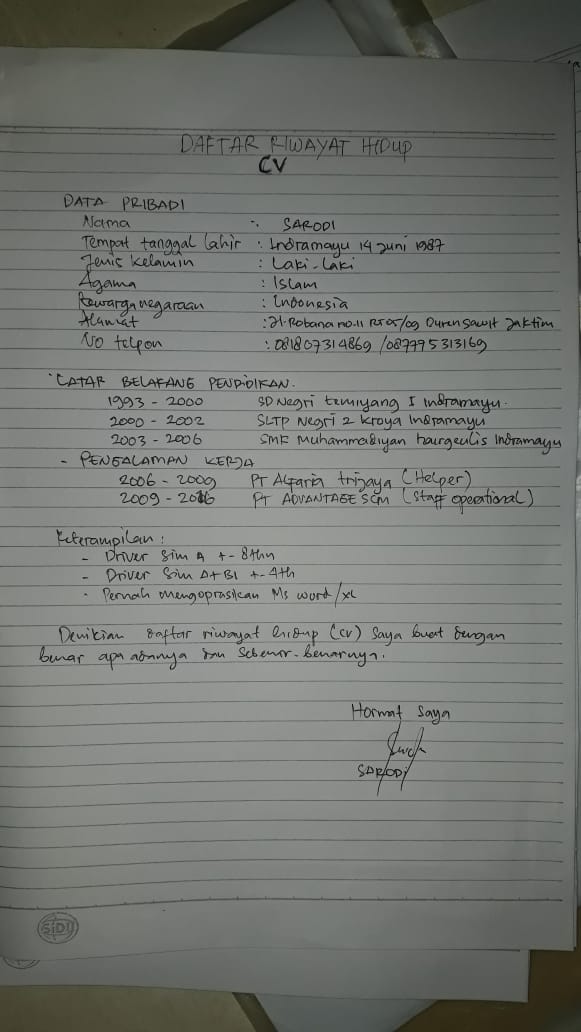 DAFTAR RIWAYAT HIDUP
CV
DATA PRIBADI
Nama : SARODI
Tempat tanggal lahir : Indramayu 14 Juni 1987
Jenis kelamin : Laki-Laki
Agama : Islam
Kewarganegaraan : Indonesia
Alamat : Jl. Robana no.11 RT 05/09 Duren Sawit Jaktim
No telpon : 081807314869 / 087775313169
LATAR BELAKANG PENDIDIKAN.
1993 - 2000 SD Negri temiyang I Indramayu.
2000 - 2002 SLTP Negri 2 kroya Indramayu
2003 - 2006 SMK Muhammadiyah haurgeulis Indramayu
- PENGALAMAN KERJA
2006 - 2009 PT Alfaria trijaya (Helper)
2009 - 2016 PT ADVANTAGE SCM (Staff operational)
Keterampilan :
- Driver Sim A +- 8thn
- Driver Sim A+B1 +- 4th
- Pernah mengoprasikan Ms word/xl
Demikian daftar riwayat hidup (cv) saya buat dengan
benar apa adanya dan sebenar-benarnya.
Hormat Saya
SARODI
SIDU